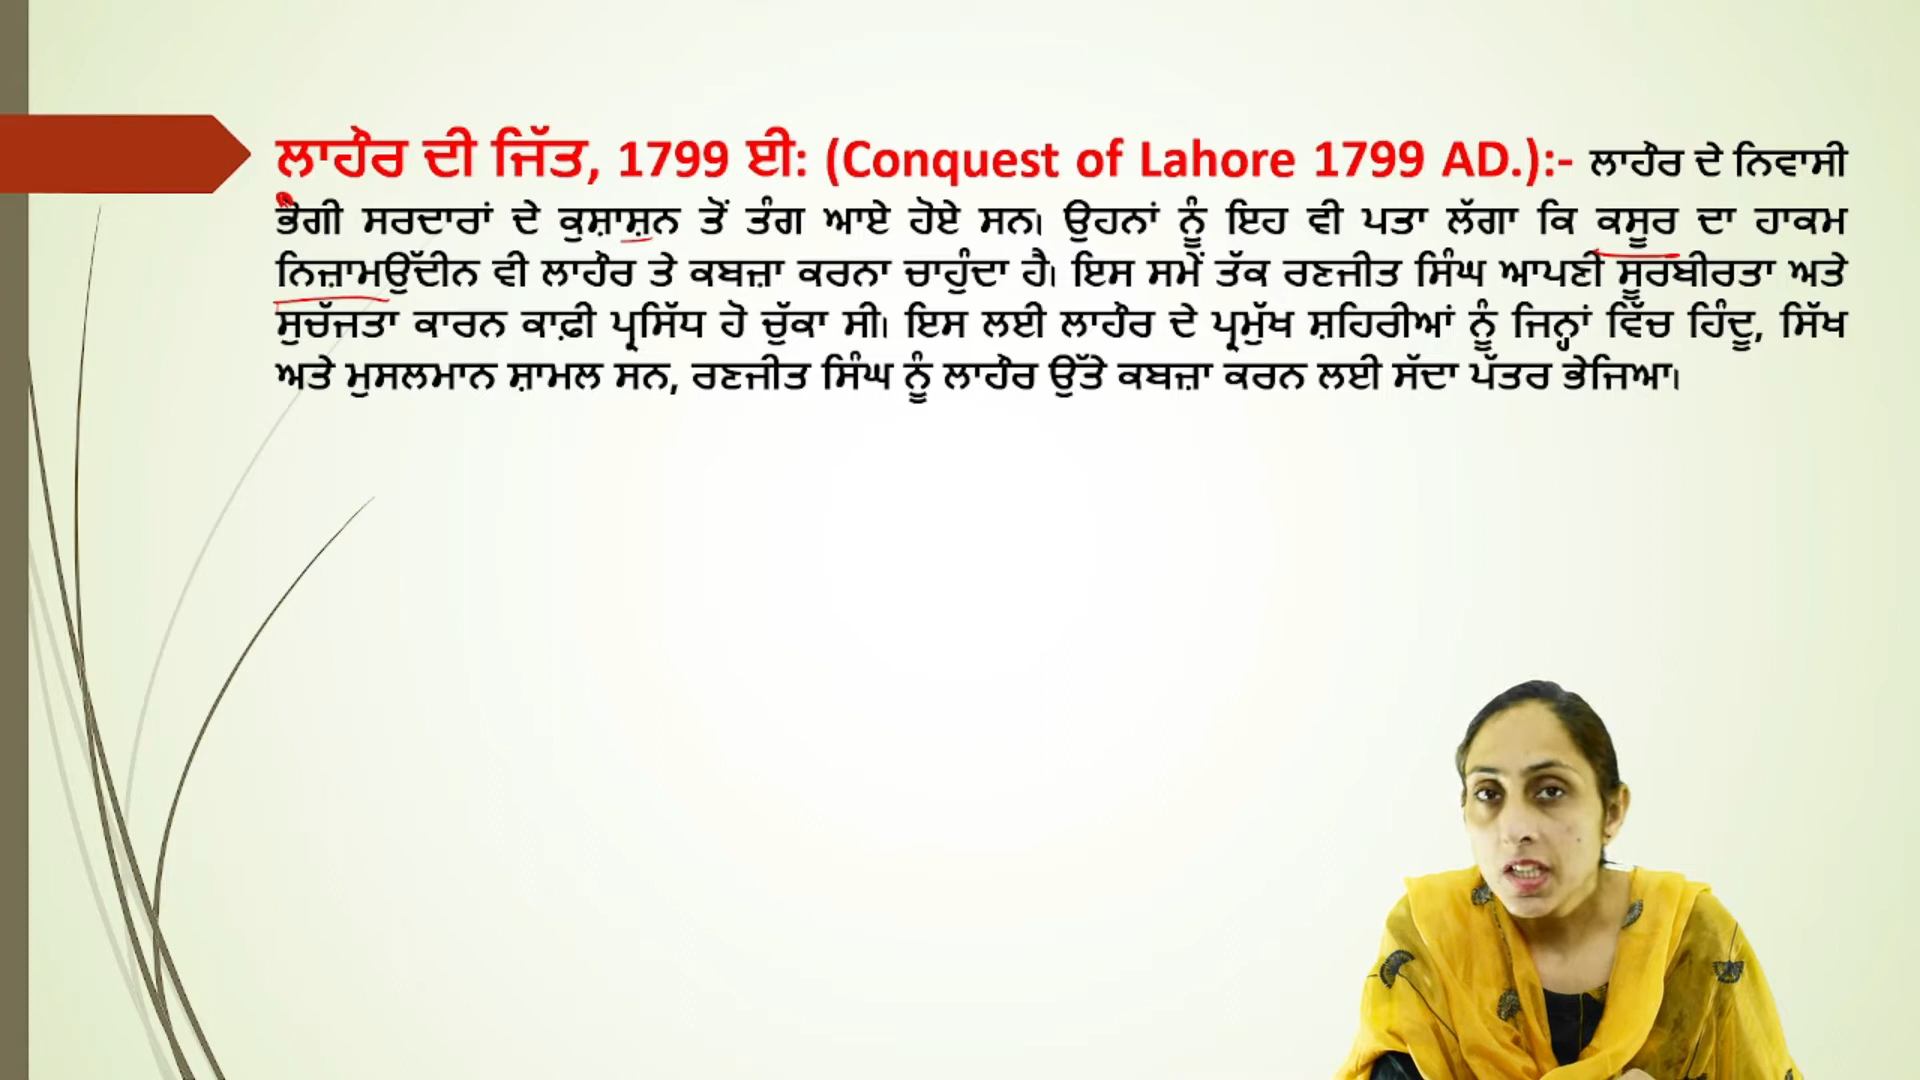 ਲਾਹੌਰ ਦੀ ਜਿੱਤ, 1799 ਈ: (Conquest of Lahore 1799 AD.):- ਲਾਹੌਰ ਦੇ ਨਿਵਾਸੀ
ਭੰਗੀ ਸਰਦਾਰਾਂ ਦੇ ਕੁਸ਼ਾਸ਼ਨ ਤੋਂ ਤੰਗ ਆਏ ਹੋਏ ਸਨ। ਉਹਨਾਂ ਨੂੰ ਇਹ ਵੀ ਪਤਾ ਲੱਗਾ ਕਿ ਕਸੂਰ ਦਾ ਹਾਕਮ
ਨਿਜ਼ਾਮਉੱਦੀਨ ਵੀ ਲਾਹੌਰ ਤੇ ਕਬਜ਼ਾ ਕਰਨਾ ਚਾਹੁੰਦਾ ਹੈ। ਇਸ ਸਮੇਂ ਤੱਕ ਰਣਜੀਤ ਸਿੰਘ ਆਪਣੀ ਸੂਰਬੀਰਤਾ ਅਤੇ
ਸੁਚੱਜਤਾ ਕਾਰਨ ਕਾਫ਼ੀ ਪ੍ਰਸਿੱਧ ਹੋ ਚੁੱਕਾ ਸੀ। ਇਸ ਲਈ ਲਾਹੌਰ ਦੇ ਪ੍ਰਮੁੱਖ ਸ਼ਹਿਰੀਆਂ ਨੂੰ ਜਿਨ੍ਹਾਂ ਵਿੱਚ ਹਿੰਦੂ, ਸਿੱਖ
ਅਤੇ ਮੁਸਲਮਾਨ ਸ਼ਾਮਲ ਸਨ, ਰਣਜੀਤ ਸਿੰਘ ਨੂੰ ਲਾਹੌਰ ਉੱਤੇ ਕਬਜ਼ਾ ਕਰਨ ਲਈ ਸੱਦਾ ਪੱਤਰ ਭੇਜਿਆ।